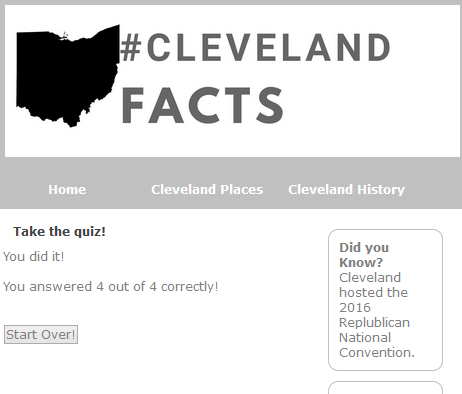 #CLEVELAND
FACTS
Home Cleveland Places Cleveland History
Take the quiz!
You did it!
You answered 4 out of 4 correctly!
Start Over!
Did you
Know?
Cleveland
hosted the
2016
Replublican
National
Convention.